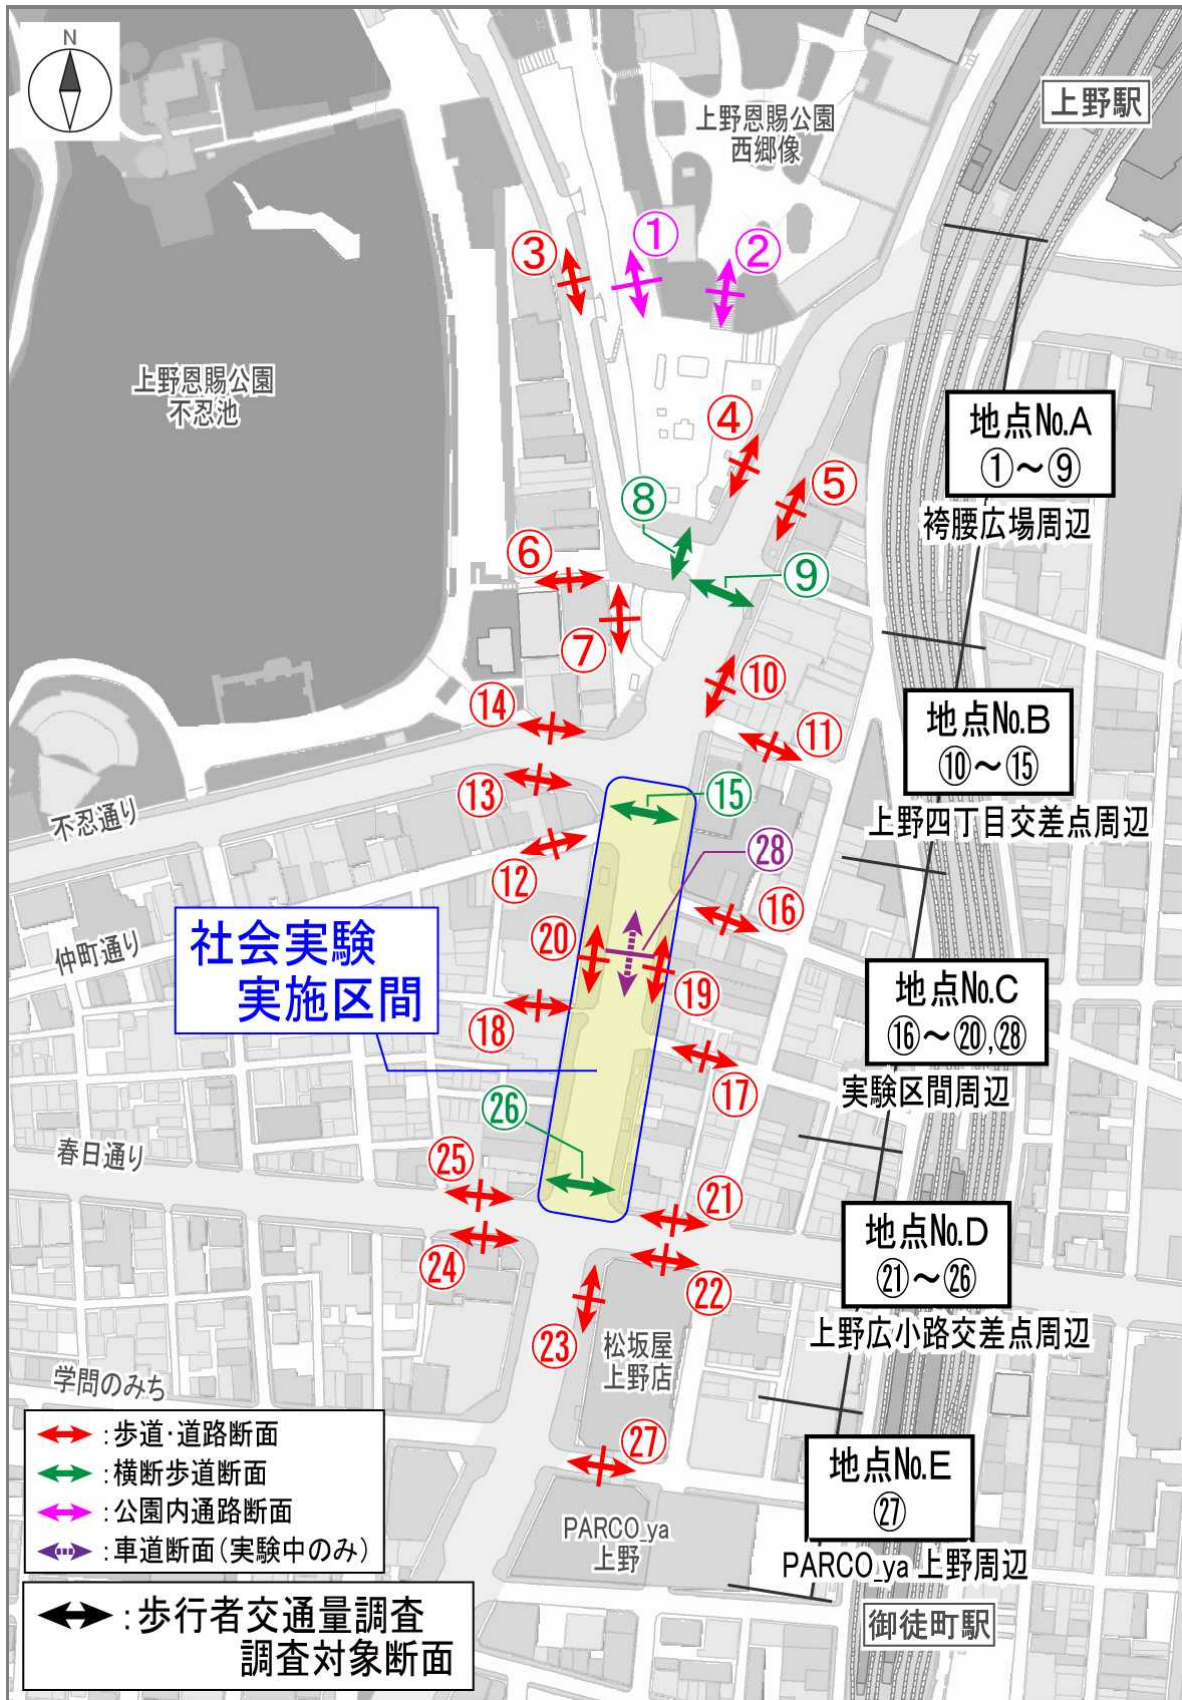 N
上野駅
上野恩賜公園
西郷像
①
②
③
上野恩賜公園
不忍池
④
⑤
地点No.A
①～⑨
袴腰広場周辺
⑧
⑥
⑨
⑦
⑩
⑭
⑪
地点No.B
⑩～⑮
上野四丁目交差点周辺
⑬
⑮
不忍通り
⑫
㉘
⑯
社会実験
実施区間
仲町通り
⑳
⑲
⑱
地点No.C
⑯～⑳,㉘
実験区間周辺
⑰
㉖
春日通り
㉕
㉑
地点No.D
㉑～㉖
上野広小路交差点周辺
㉔
㉒
㉓
松坂屋
上野店
学問のみち
㉗
地点No.E
㉗
PARCO_ya 上野周辺
PARCO_ya
上野
御徒町駅
:歩道・道路断面
:横断歩道断面
:公園内通路断面
:車道断面(実験中のみ)
:歩行者交通量調査
調査対象断面